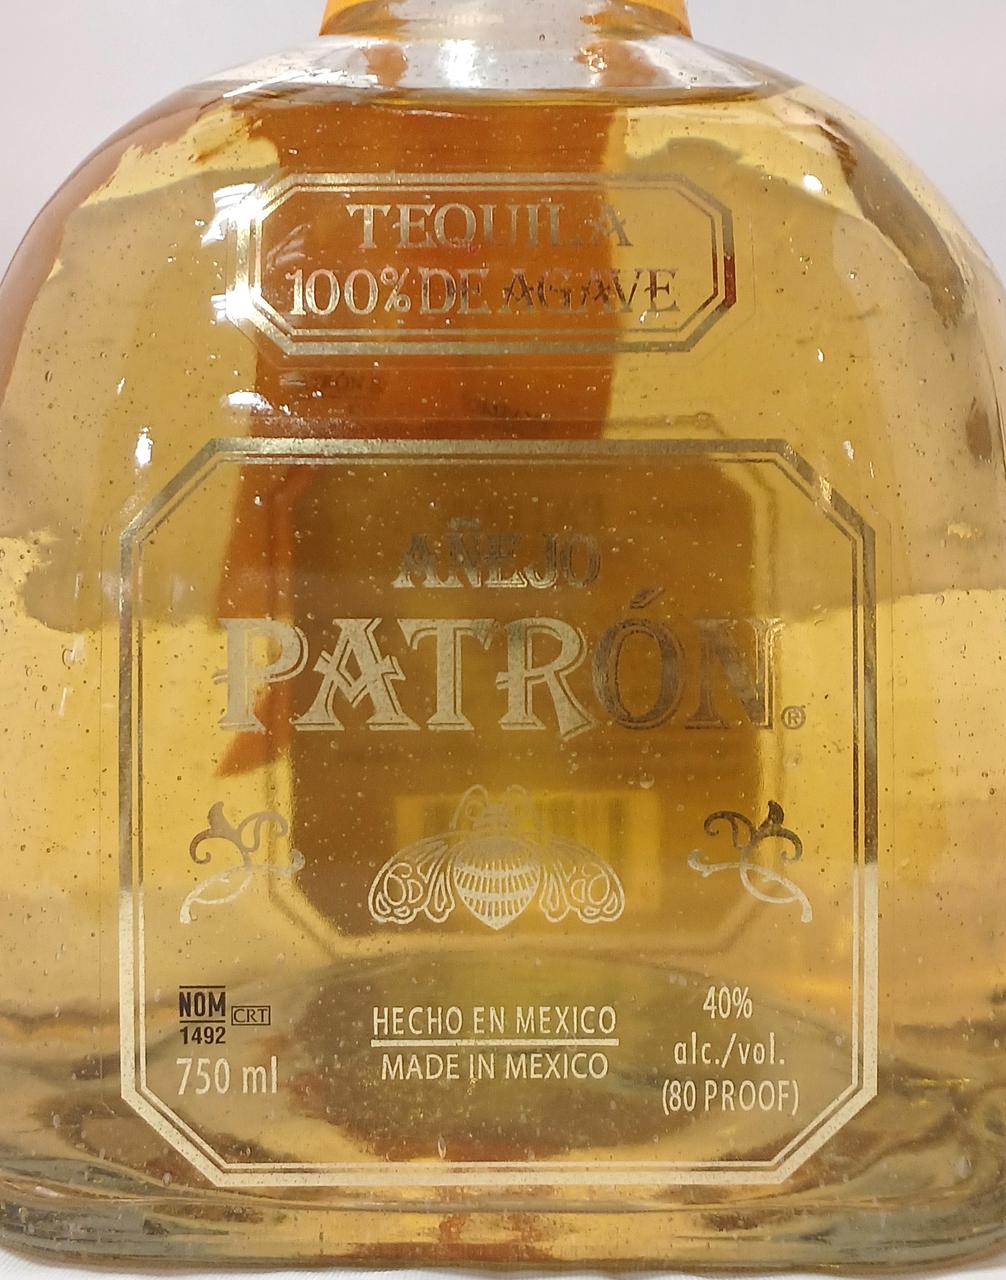 TEQUILA
100% DE AGAVE
AÑEJO
PATRÓN®
NOM CRT
1492
750 ml
HECHO EN MEXICO
MADE IN MEXICO
40%
alc./vol.
(80 PROOF)